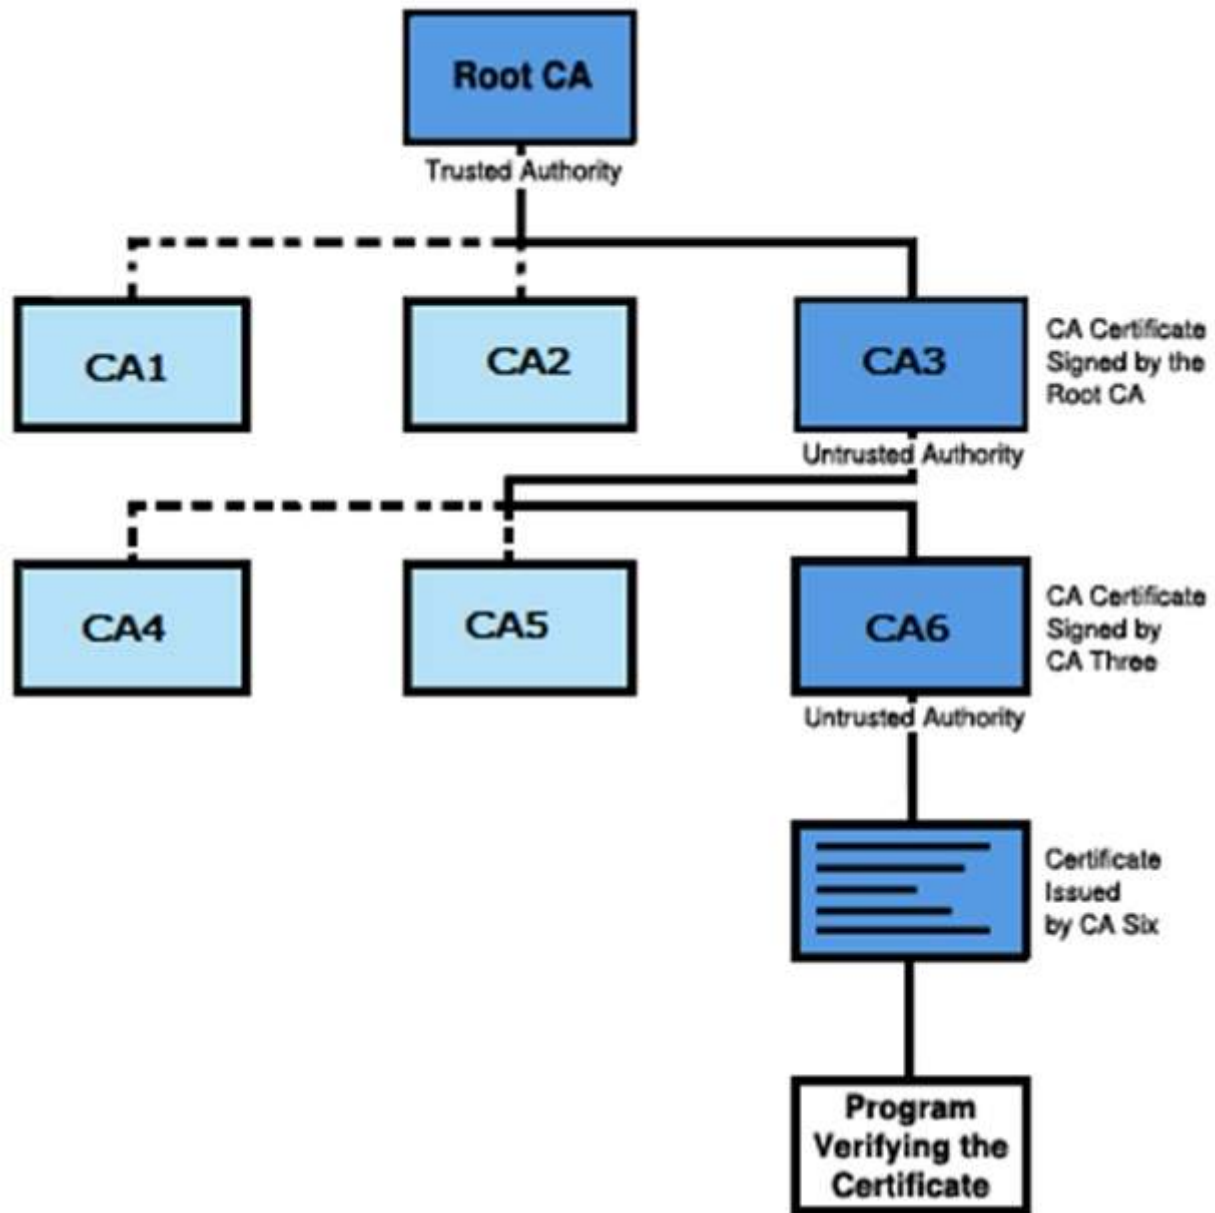 Root CA
Trusted Authority
CA1
CA2
CA3
CA Certificate
Signed by the
Root CA
Untrusted Authority
CA4
CA5
CA6
CA Certificate
Signed by
CA Three
Untrusted Authority
Certificate
Issued
by CA Six
Program
Verifying the
Certificate